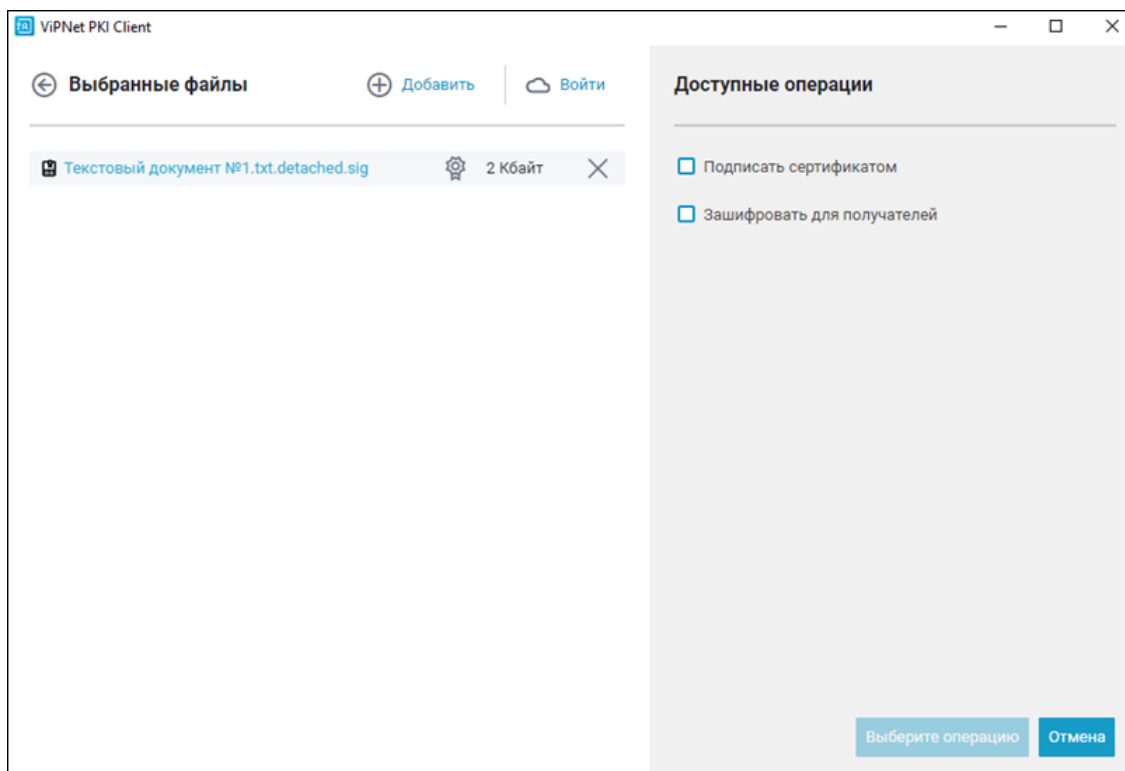 ViPNet PKI Client
Выбранные файлы
Добавить
Войти
Текстовый документ №1.txt.detached.sig
2 Кбайт
Доступные операции
Подписать сертификатом
Зашифровать для получателей
Выберите операцию
Отмена